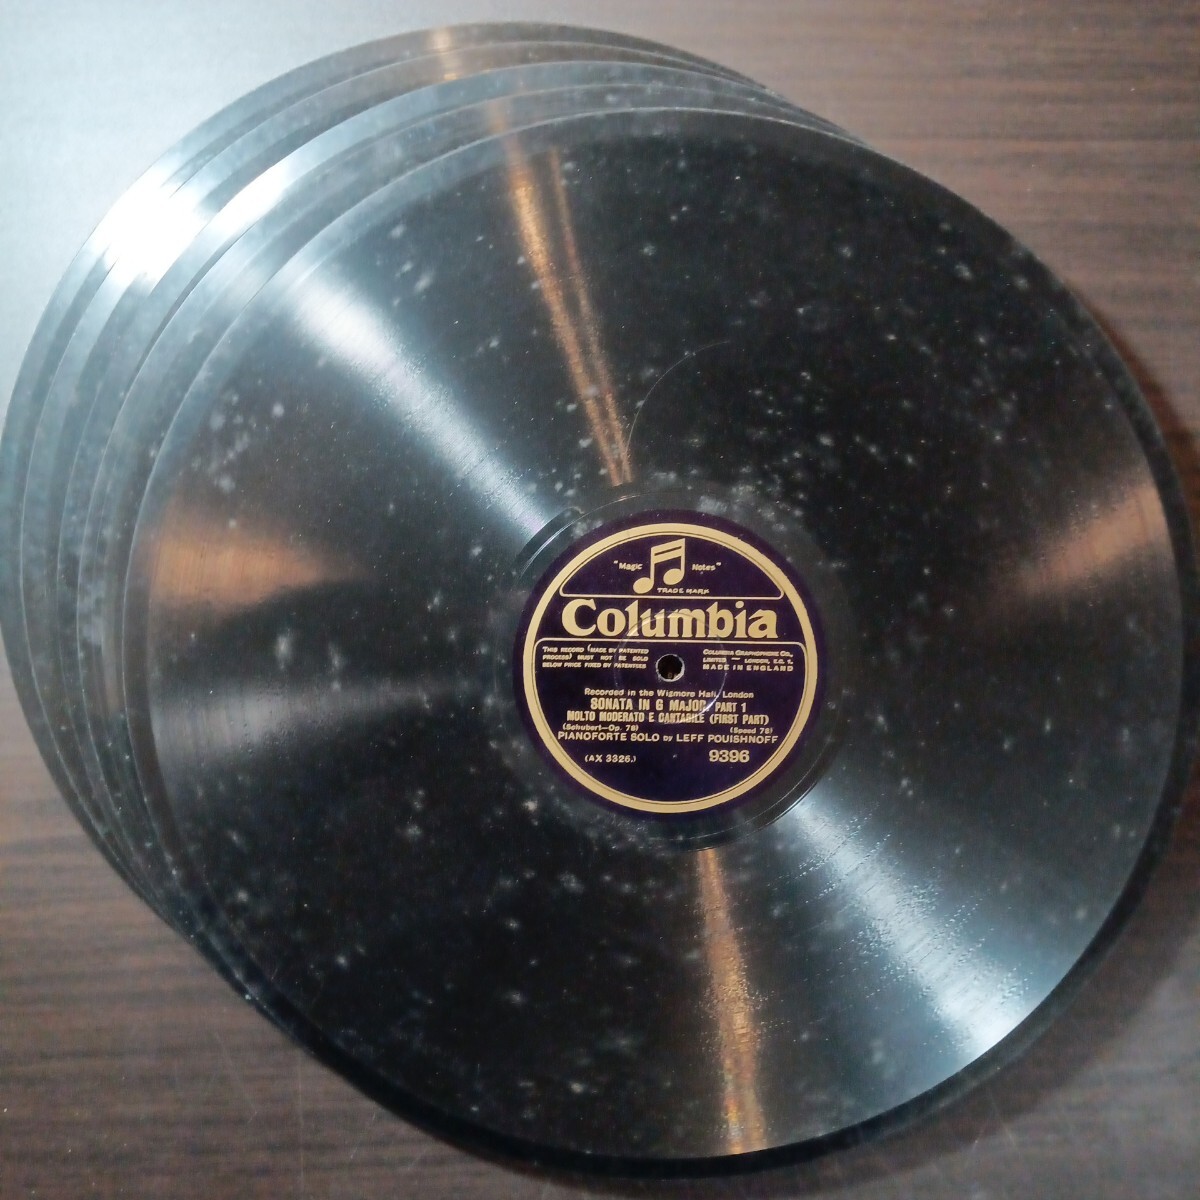 "Magic Notes"
TRADE MARK
Columbia
THIS RECORD (MADE BY PATENTED
PROCESS) MUST NOT BE SOLD
BELOW PRICE FIXED BY PATENTEES
COLUMBIA GRAPHOPHONE CO.,
LIMITED — LONDON, E.C. 1.
MADE IN ENGLAND
Recorded in the Wigmore Hall, London
SONATA IN G MAJOR, PART 1
MOLTO MODERATO E CANTABILE (FIRST PART)
(Schubert—Op. 78) (Speed 78)
PIANOFORTE SOLO by LEFF POUISHNOFF
(AX 3326.) 9396